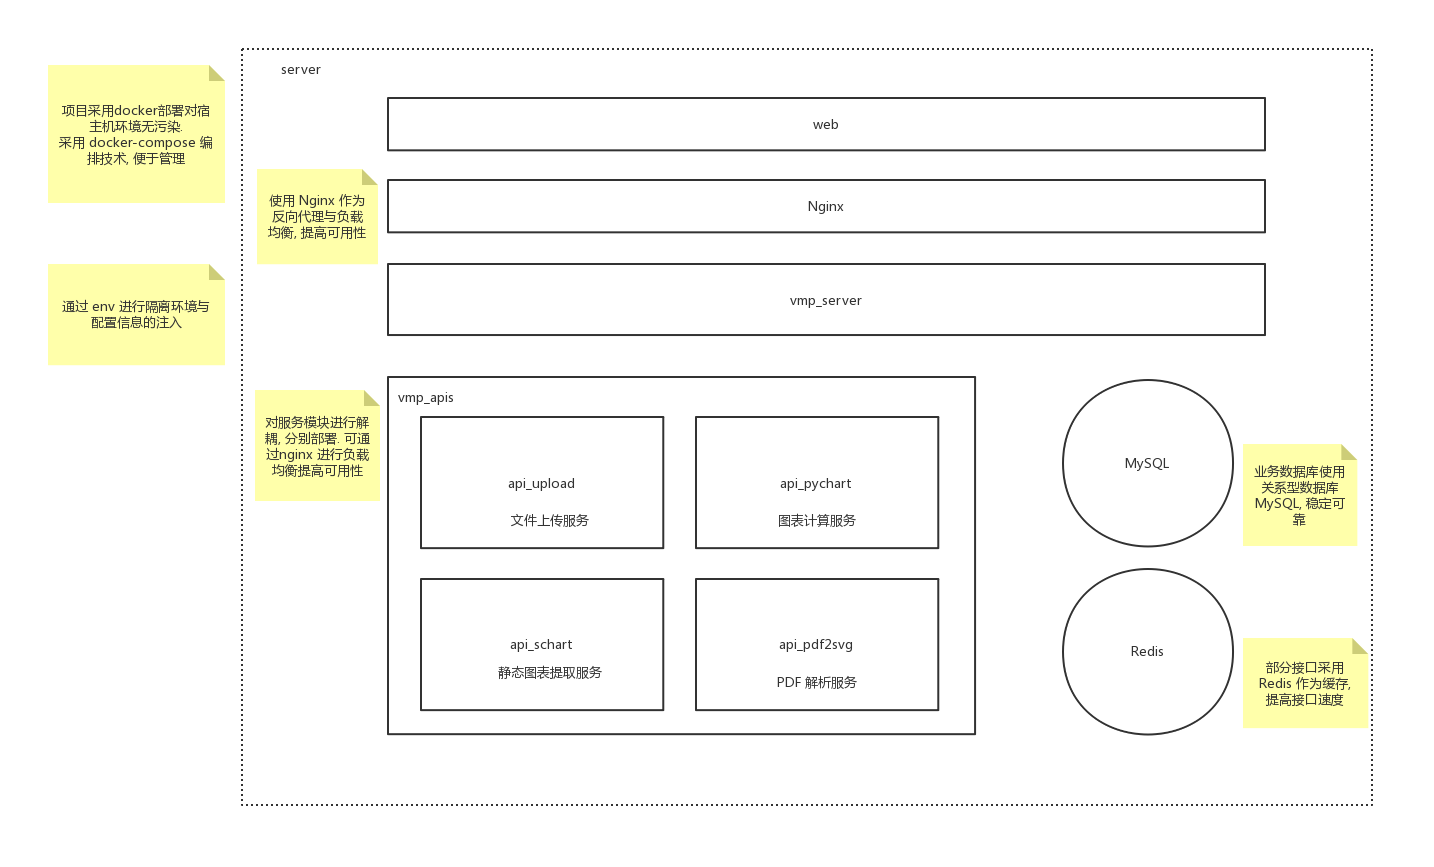 server
项目采用docker部署对宿
主机环境无污染.
采用 docker-compose 编
排技术, 便于管理
web
使用 Nginx 作为
反向代理与负载
均衡, 提高可用性
Nginx
通过 env 进行隔离环境与
配置信息的注入
vmp_server
对服务模块进行解
耦, 分别部署. 可通
过nginx 进行负载
均衡提高可用性
vmp_apis
api_upload
文件上传服务
api_pychart
图表计算服务
api_schart
静态图表提取服务
api_pdf2svg
PDF 解析服务
MySQL
业务数据库使用
关系型数据库
MySQL, 稳定可
靠
Redis
部分接口采用
Redis 作为缓存,
提高接口速度